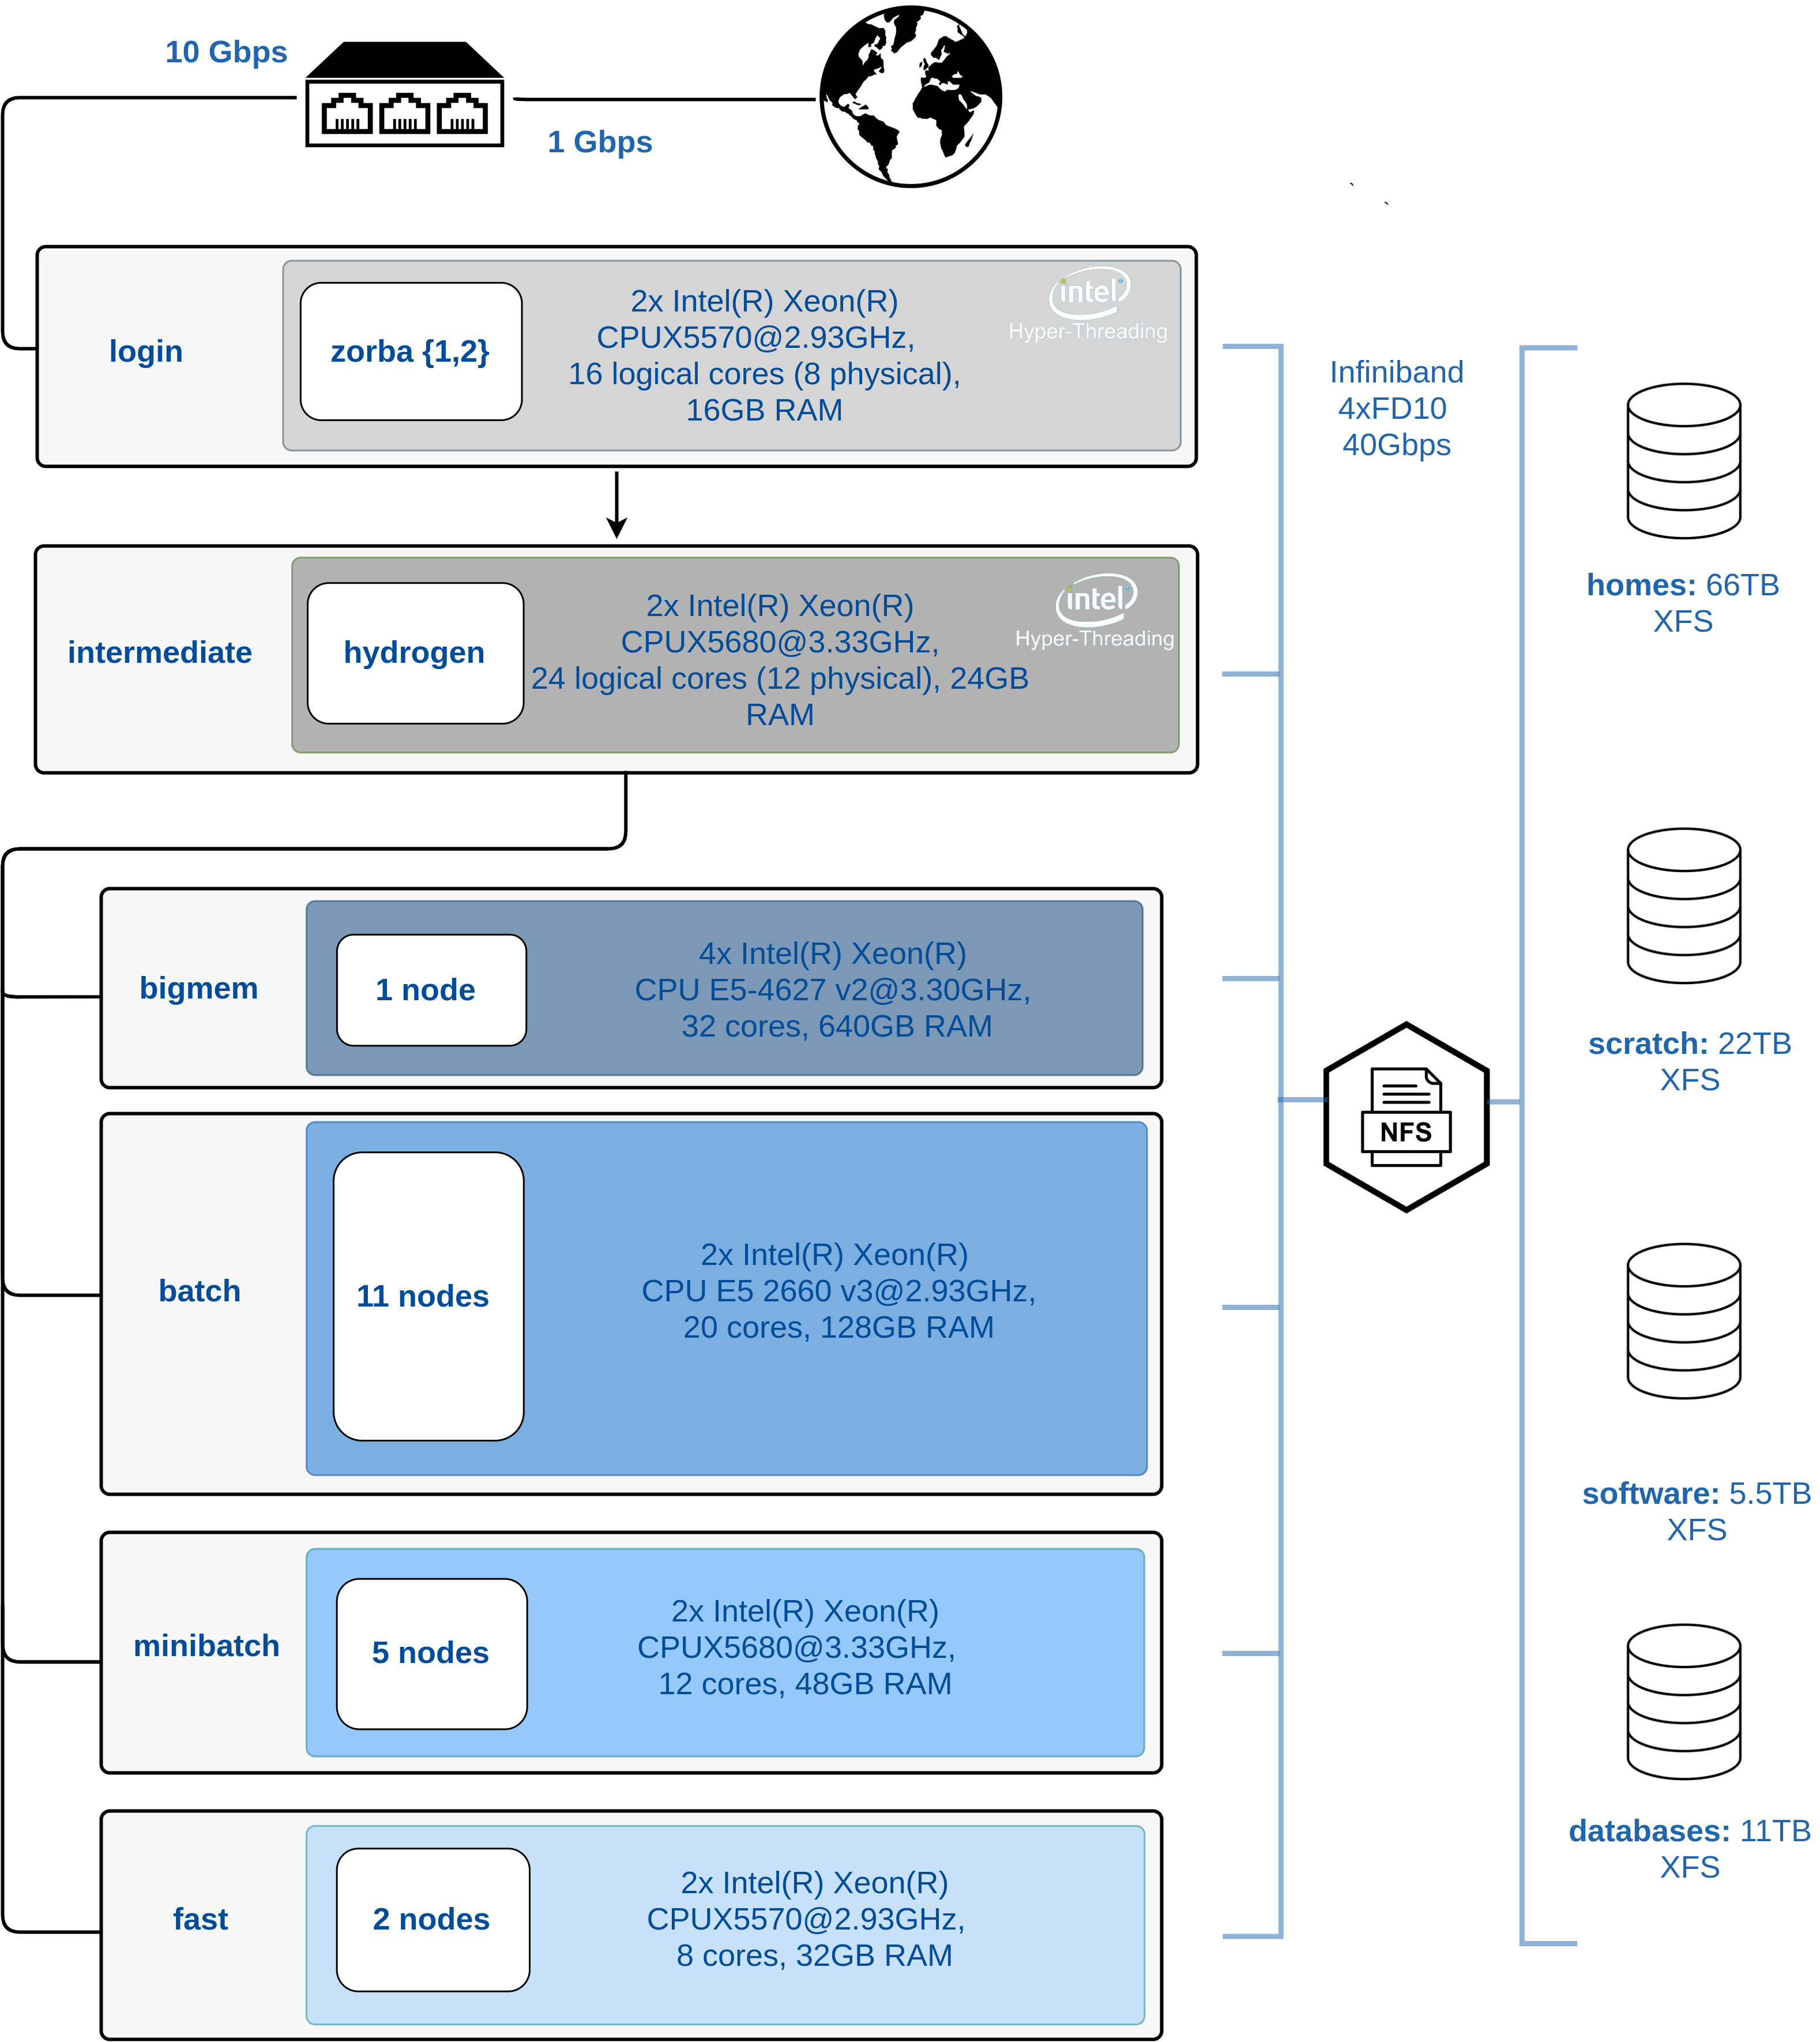 10 Gbps
1 Gbps
`
`
login
zorba {1,2}
2x Intel(R) Xeon(R)
CPUX5570@2.93GHz,
16 logical cores (8 physical),
16GB RAM
intel
Hyper-Threading
Infiniband
4xFD10
40Gbps
homes: 66TB
XFS
intermediate
hydrogen
2x Intel(R) Xeon(R)
CPUX5680@3.33GHz,
24 logical cores (12 physical), 24GB
RAM
intel
Hyper-Threading
bigmem
1 node
4x Intel(R) Xeon(R)
CPU E5-4627 v2@3.30GHz,
32 cores, 640GB RAM
scratch: 22TB
XFS
NFS
batch
11 nodes
2x Intel(R) Xeon(R)
CPU E5 2660 v3@2.93GHz,
20 cores, 128GB RAM
software: 5.5TB
XFS
minibatch
5 nodes
2x Intel(R) Xeon(R)
CPUX5680@3.33GHz,
12 cores, 48GB RAM
databases: 11TB
XFS
fast
2 nodes
2x Intel(R) Xeon(R)
CPUX5570@2.93GHz,
8 cores, 32GB RAM